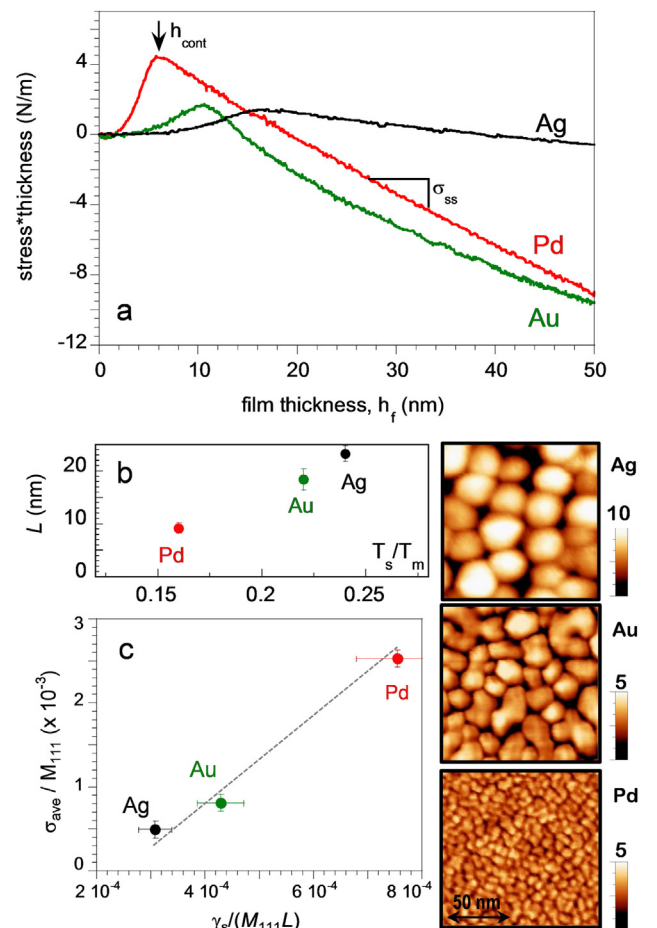 h_cont
4
0
-4
-8
-12
stress*thickness (N/m)
Ag
σ_ss
Pd
Au
a
0 10 20 30 40 50
film thickness, h_f (nm)
b
20
10
0
L (nm)
Pd
Au
Ag
T_s/T_m
0.15 0.2 0.25
c
3
2
1
0
σ_ave / M_111 (x 10^-3)
Ag
Au
Pd
2 10^-4 4 10^-4 6 10^-4 8 10^-4
γ_s/(M_111L)
Ag
10
Au
5
Pd
5
50 nm